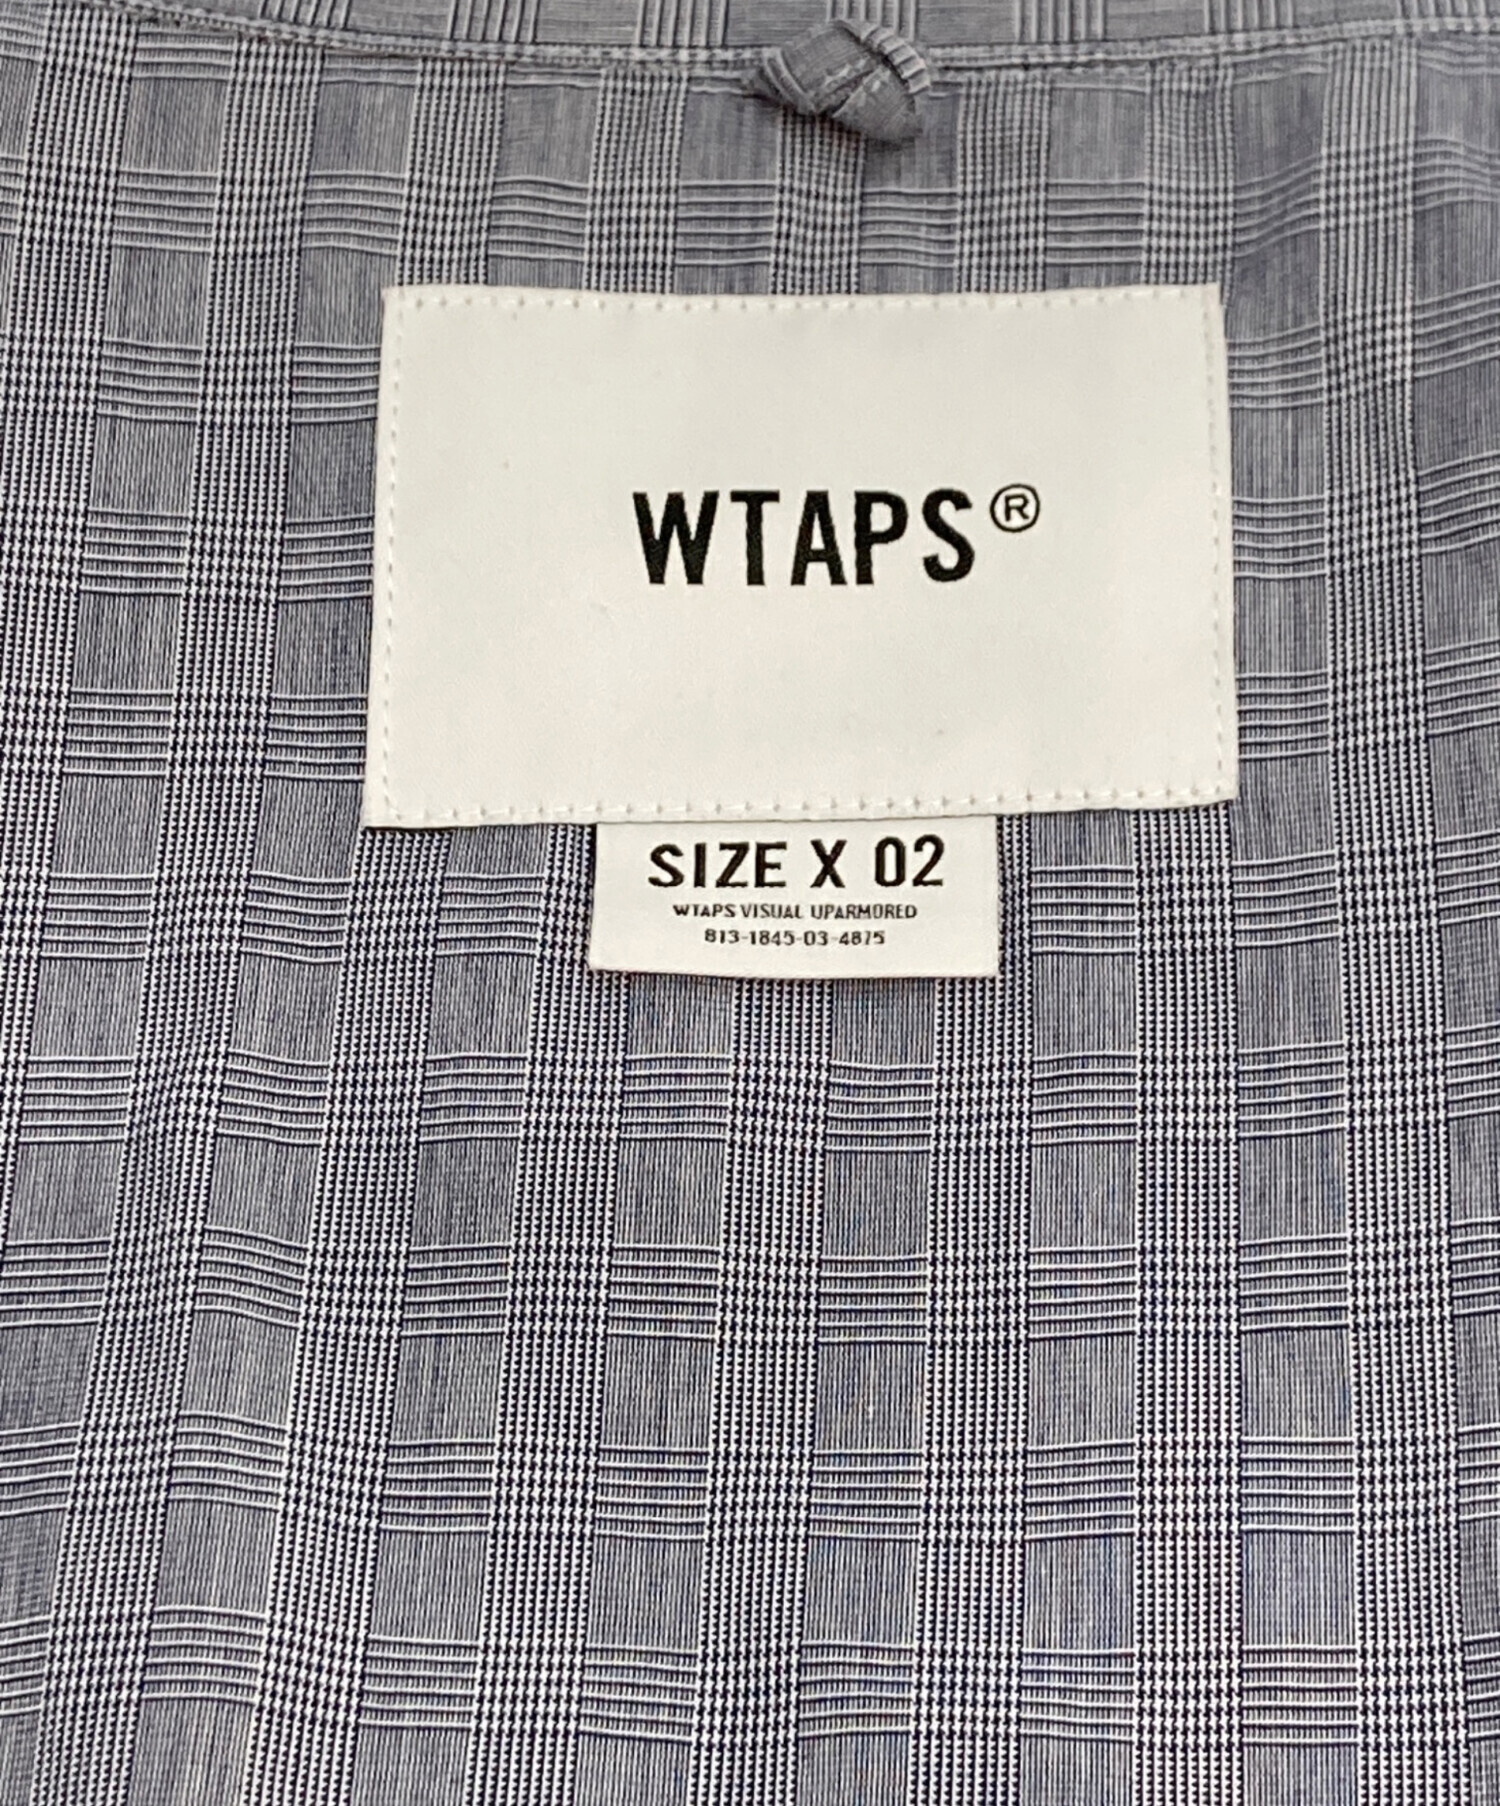 WTAPS®
SIZE X 02
WTAPS VISUAL UPARMORED
813-1845-03-4875